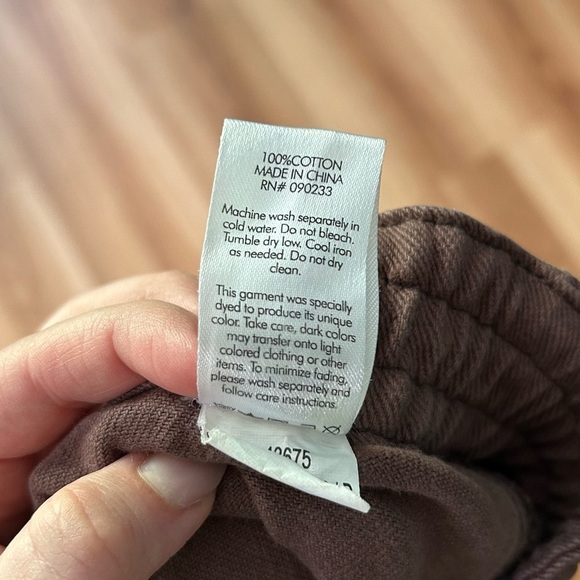 100%COTTON
MADE IN CHINA
RN# 090233
Machine wash separately in
cold water. Do not bleach.
Tumble dry low. Cool iron
as needed. Do not dry
clean.
This garment was specially
dyed to produce its unique
color. Take care, dark colors
may transfer onto light
colored clothing or other
items. To minimize fading,
please wash separately and
follow care instructions.